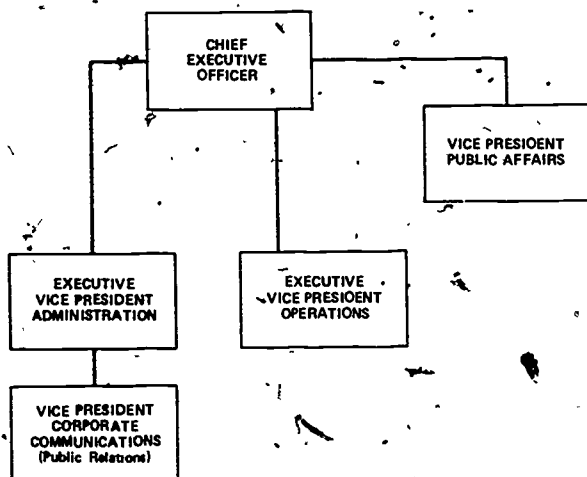 CHIEF
EXECUTIVE
OFFICER
VICE PRESIDENT
PUBLIC AFFAIRS
EXECUTIVE
VICE PRESIDENT
ADMINISTRATION
EXECUTIVE
VICE PRESIDENT
OPERATIONS
VICE PRESIDENT
CORPORATE
COMMUNICATIONS
(Public Relations)